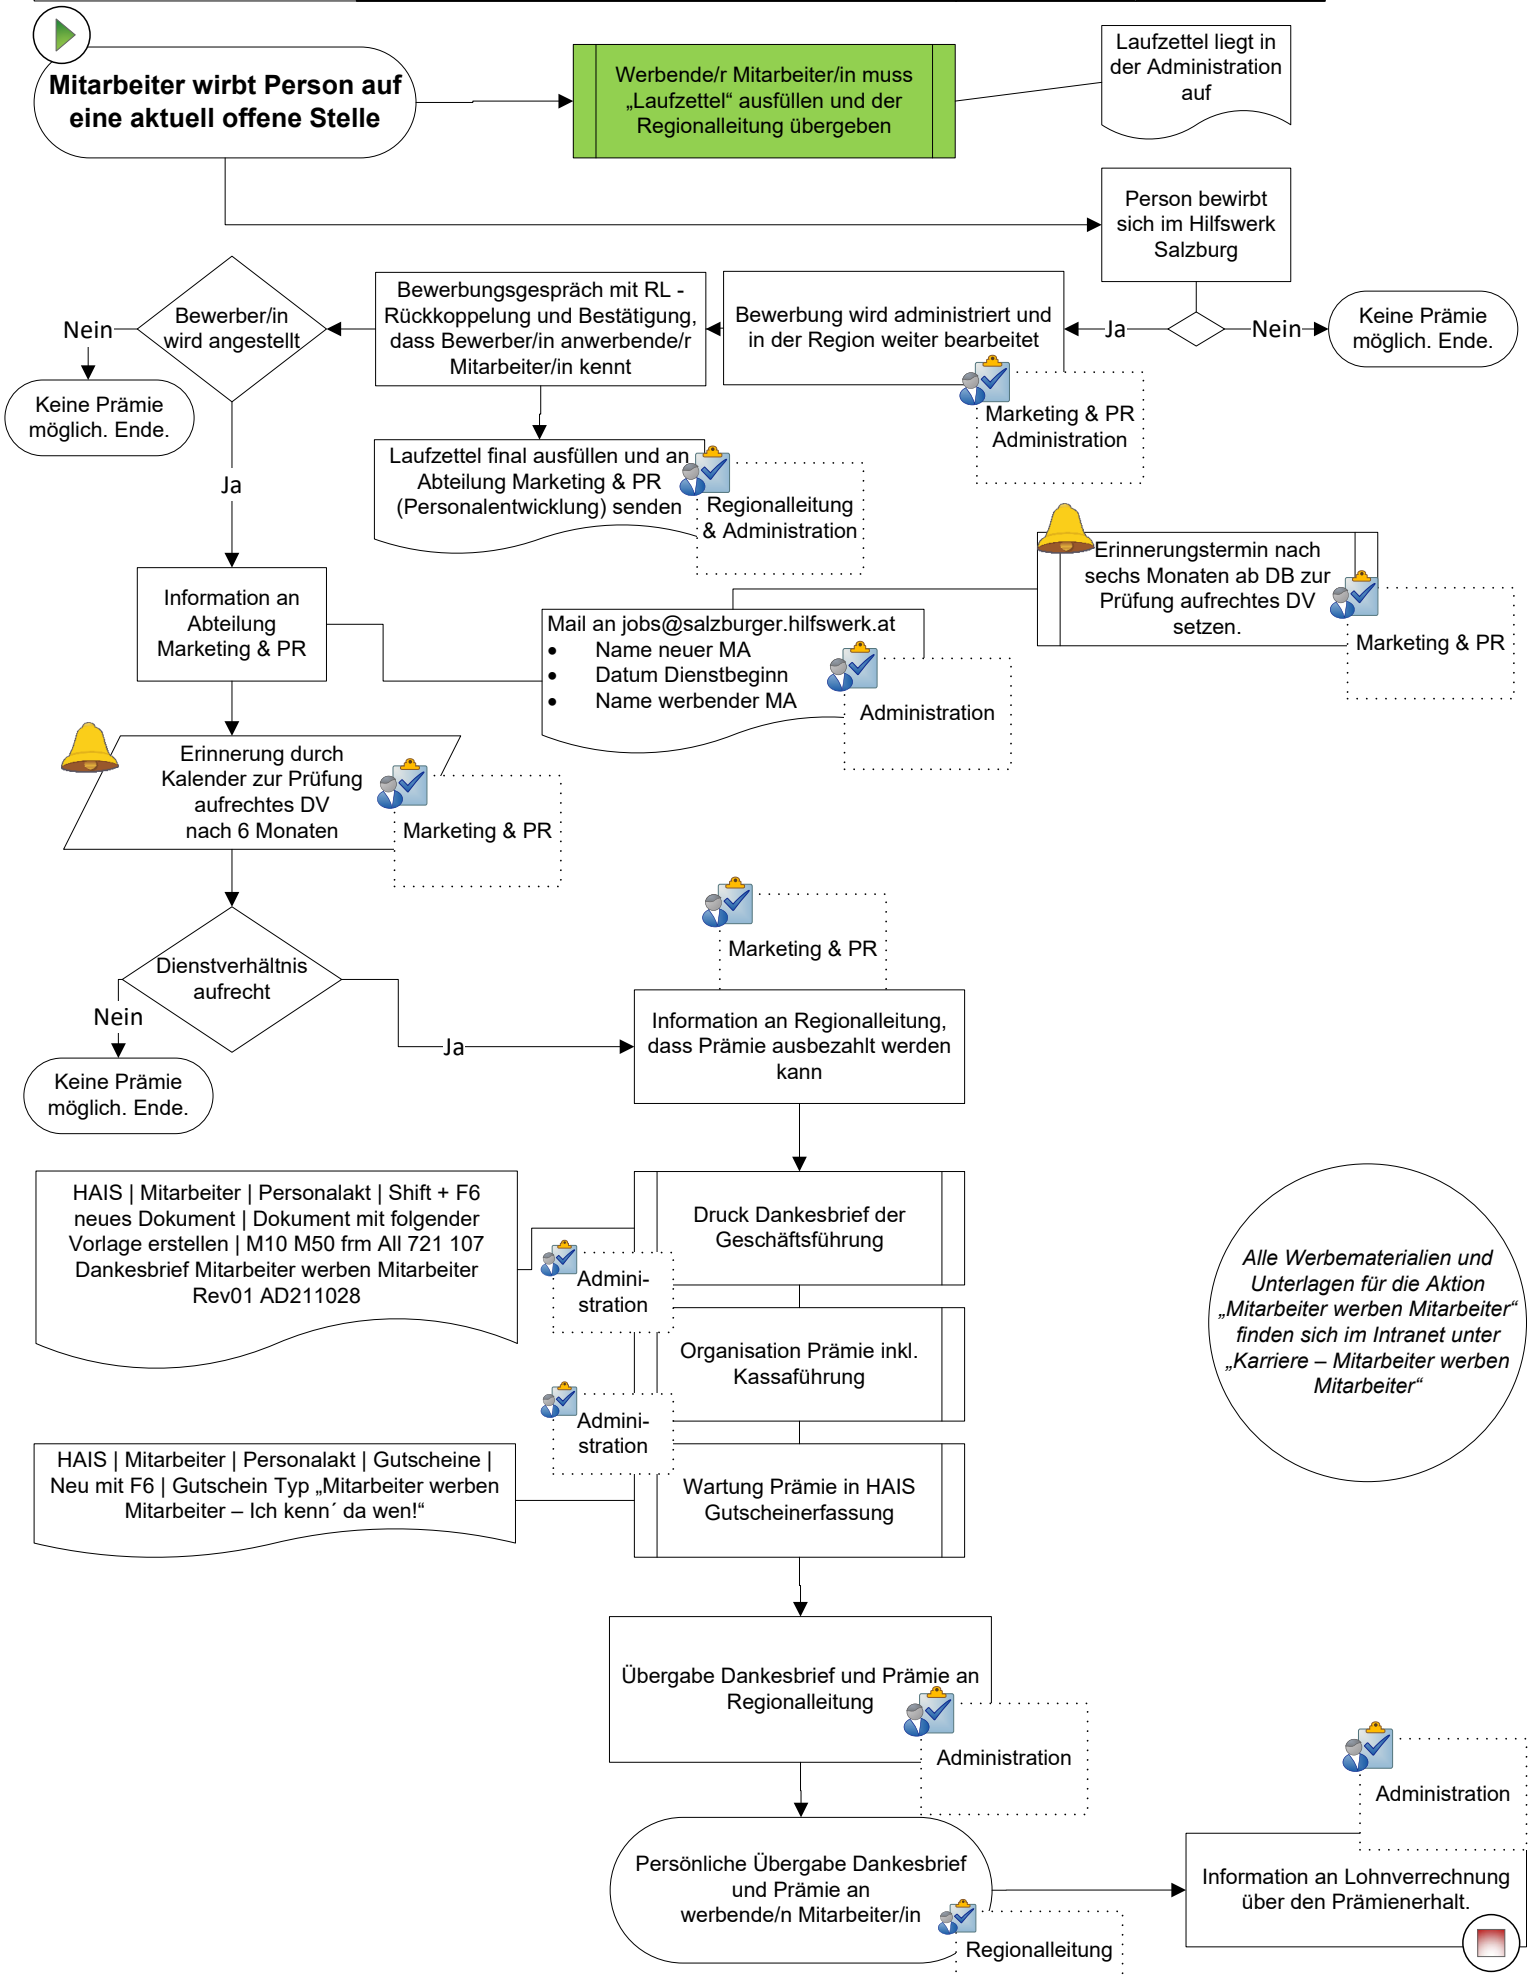 Mitarbeiter wirbt Person auf
eine aktuell offene Stelle
Werbende/r Mitarbeiter/in muss
„Laufzettel“ ausfüllen und der
Regionalleitung übergeben
Laufzettel liegt in
der Administration
auf
Person bewirbt
sich im Hilfswerk
Salzburg
Ja
Nein
Keine Prämie
möglich. Ende.
Bewerbung wird administriert und
in der Region weiter bearbeitet
Marketing & PR
Administration
Bewerbungsgespräch mit RL -
Rückkoppelung und Bestätigung,
dass Bewerber/in anwerbende/r
Mitarbeiter/in kennt
Laufzettel final ausfüllen und an
Abteilung Marketing & PR
(Personalentwicklung) senden
Regionalleitung
& Administration
Bewerber/in
wird angestellt
Nein
Keine Prämie
möglich. Ende.
Ja
Information an
Abteilung
Marketing & PR
Mail an jobs@salzburger.hilfswerk.at
• Name neuer MA
• Datum Dienstbeginn
• Name werbender MA
Administration
Erinnerungstermin nach
sechs Monaten ab DB zur
Prüfung aufrechtes DV
setzen.
Marketing & PR
Erinnerung durch
Kalender zur Prüfung
aufrechtes DV
nach 6 Monaten
Marketing & PR
Dienstverhältnis
aufrecht
Nein
Keine Prämie
möglich. Ende.
Ja
Marketing & PR
Information an Regionalleitung,
dass Prämie ausbezahlt werden
kann
HAIS | Mitarbeiter | Personalakt | Shift + F6
neues Dokument | Dokument mit folgender
Vorlage erstellen | M10 M50 frm All 721 107
Dankesbrief Mitarbeiter werben Mitarbeiter
Rev01 AD211028
Druck Dankesbrief der
Geschäftsführung
Admini-
stration
Organisation Prämie inkl.
Kassaführung
Admini-
stration
HAIS | Mitarbeiter | Personalakt | Gutscheine |
Neu mit F6 | Gutschein Typ „Mitarbeiter werben
Mitarbeiter – Ich kenn´ da wen!“
Wartung Prämie in HAIS
Gutscheinerfassung
Alle Werbematerialien und
Unterlagen für die Aktion
„Mitarbeiter werben Mitarbeiter“
finden sich im Intranet unter
„Karriere – Mitarbeiter werben
Mitarbeiter“
Übergabe Dankesbrief und Prämie an
Regionalleitung
Administration
Persönliche Übergabe Dankesbrief
und Prämie an
werbende/n Mitarbeiter/in
Regionalleitung
Administration
Information an Lohnverrechnung
über den Prämienerhalt.